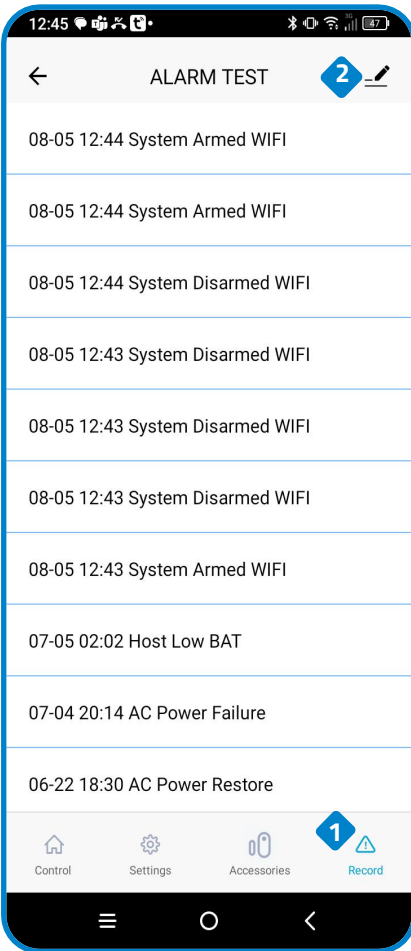 12:45
3G
47
ALARM TEST
2
08-05 12:44 System Armed WIFI
08-05 12:44 System Armed WIFI
08-05 12:44 System Disarmed WIFI
08-05 12:43 System Disarmed WIFI
08-05 12:43 System Disarmed WIFI
08-05 12:43 System Disarmed WIFI
08-05 12:43 System Armed WIFI
07-05 02:02 Host Low BAT
07-04 20:14 AC Power Failure
06-22 18:30 AC Power Restore
1
Control Settings Accessories Record